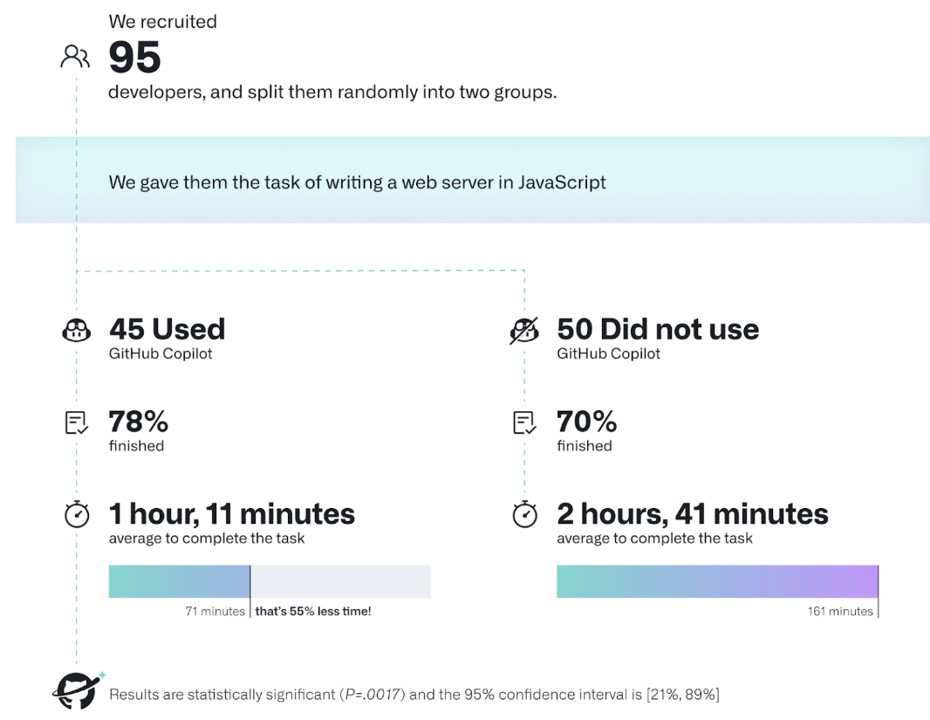 We recruited
95
developers, and split them randomly into two groups.
We gave them the task of writing a web server in JavaScript
45 Used
GitHub Copilot
78%
finished
1 hour, 11 minutes
average to complete the task
71 minutes
that's 55% less time!
50 Did not use
GitHub Copilot
70%
finished
2 hours, 41 minutes
average to complete the task
161 minutes
Results are statistically significant (P=.0017) and the 95% confidence interval is [21%, 89%]